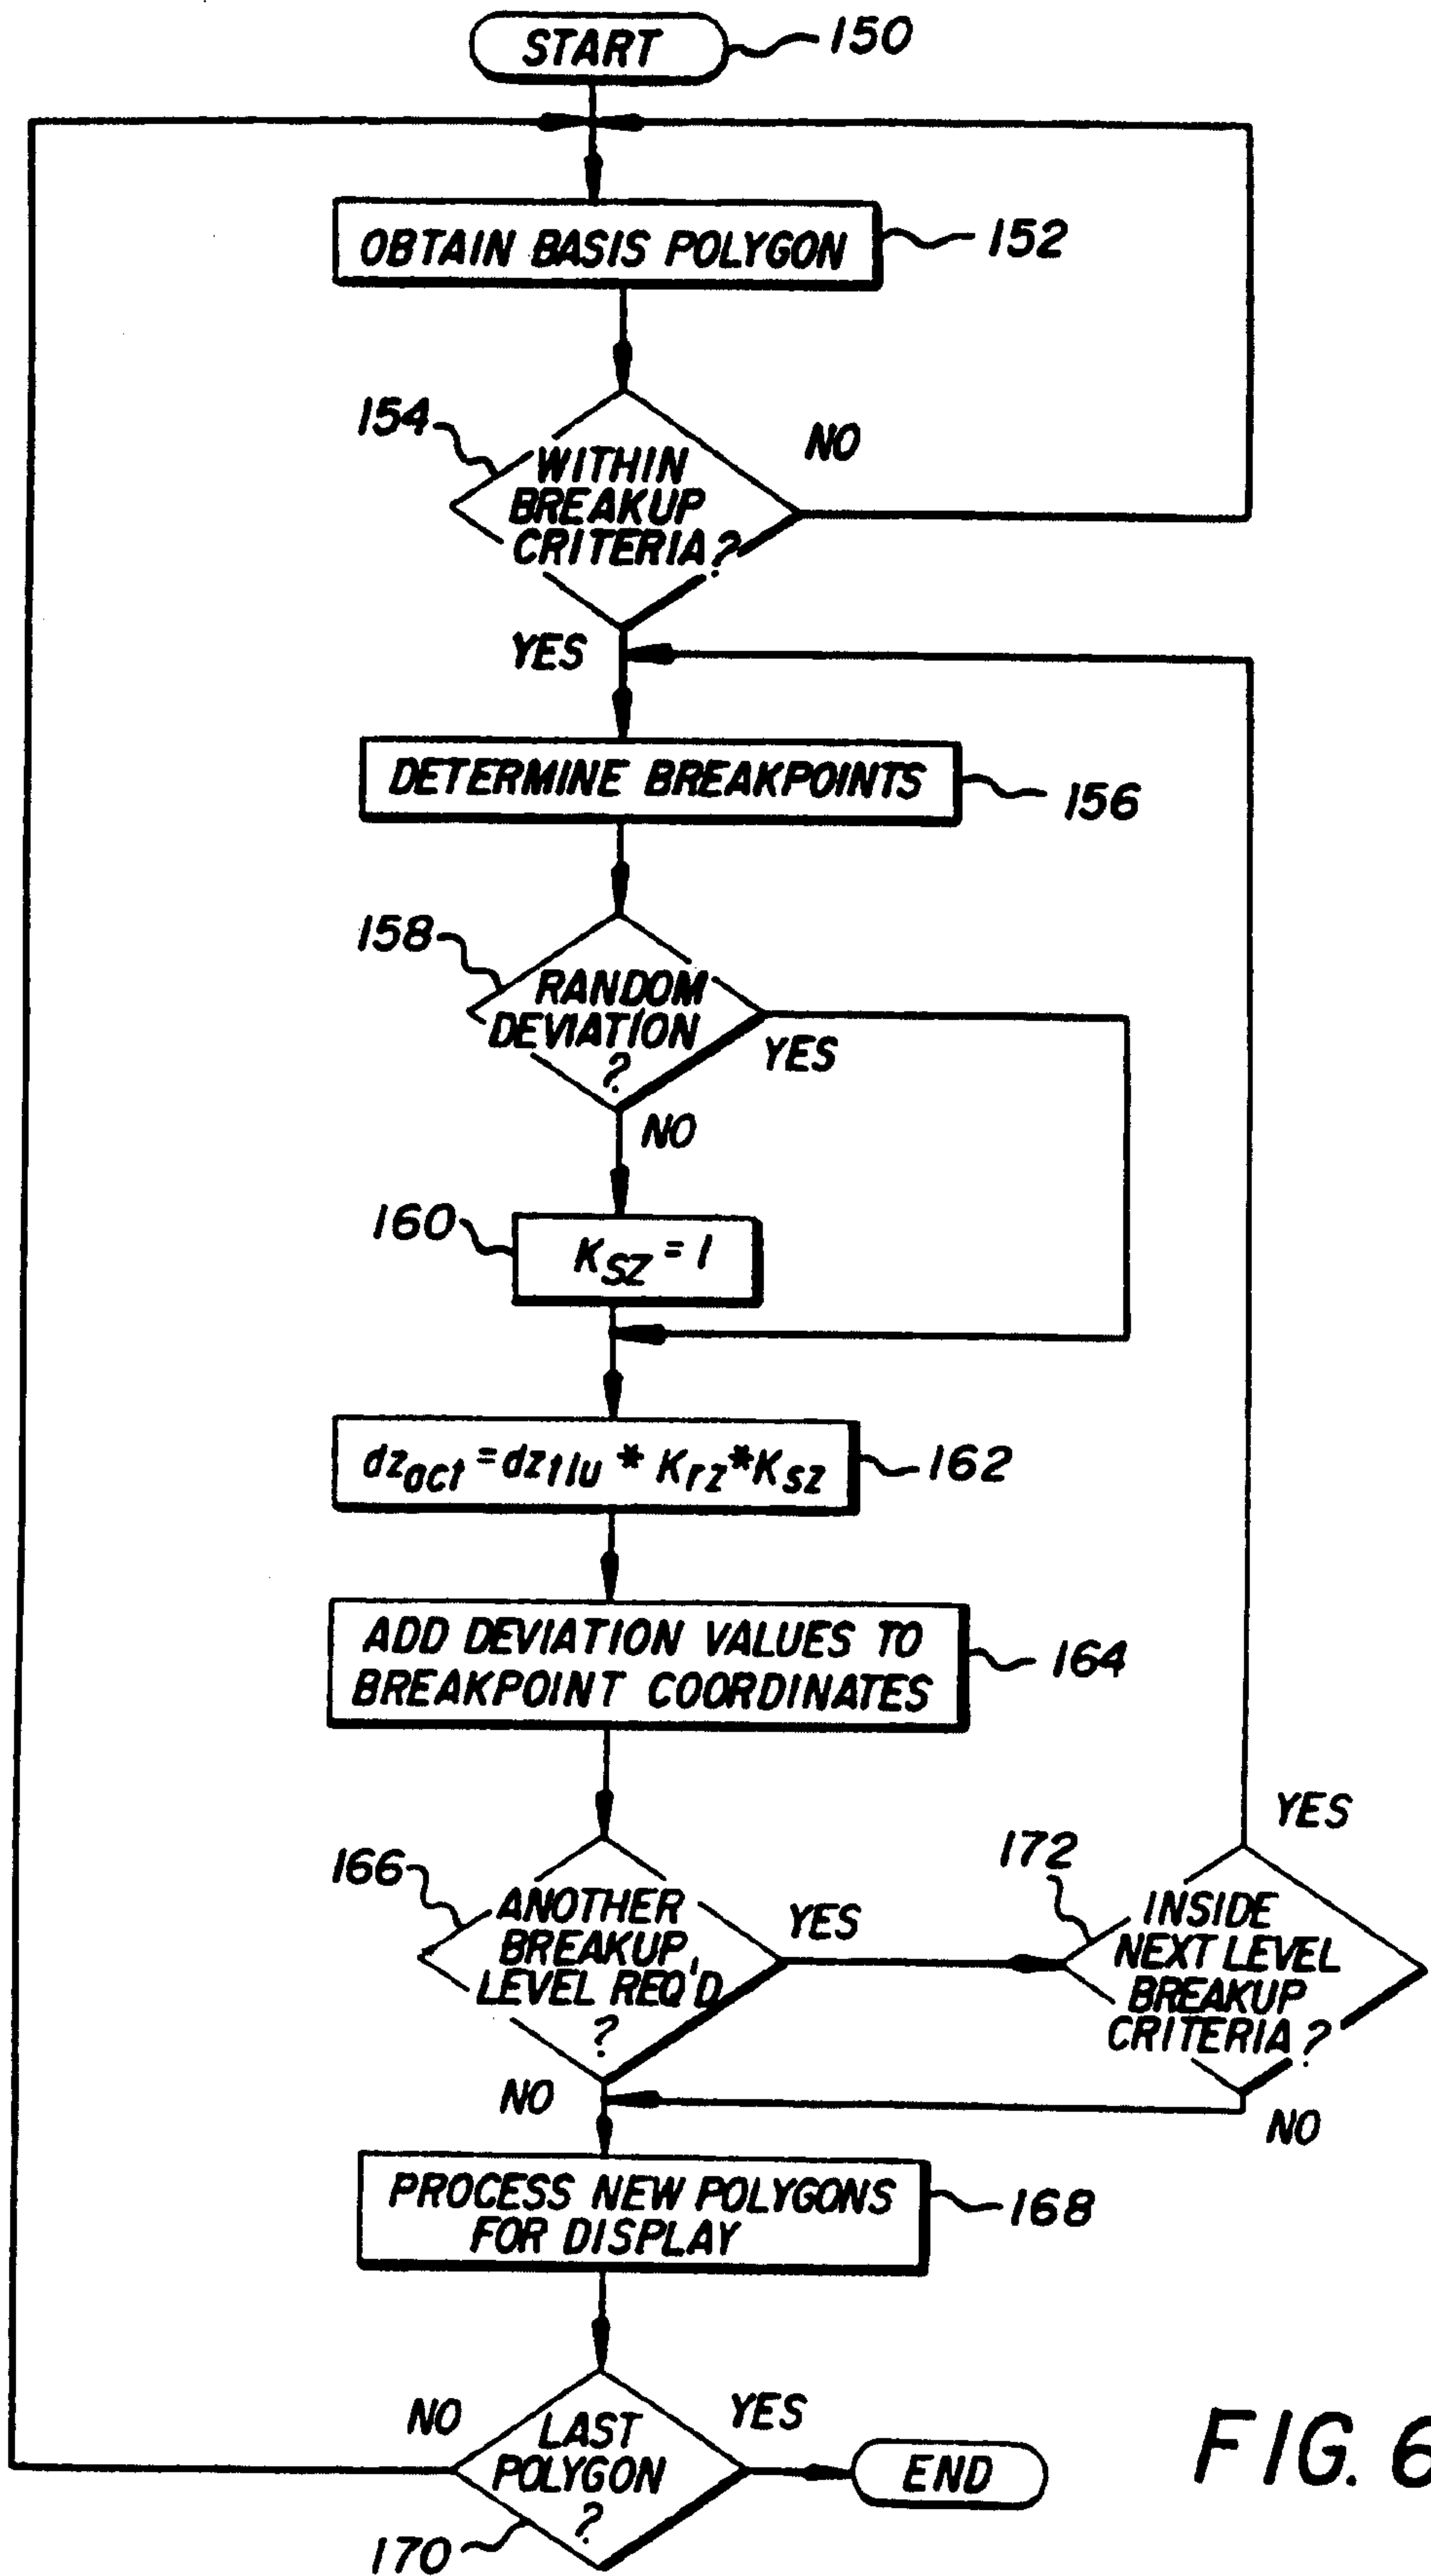 START
150
OBTAIN BASIS POLYGON
152
154
WITHIN
BREAKUP
CRITERIA?
NO
YES
DETERMINE BREAKPOINTS
156
158
RANDOM
DEVIATION
?
YES
NO
160
K_SZ = 1
dz_act = dz_tlu * K_rz * K_sz
162
ADD DEVIATION VALUES TO
BREAKPOINT COORDINATES
164
166
ANOTHER
BREAKUP
LEVEL REQ'D
?
YES
172
YES
INSIDE
NEXT LEVEL
BREAKUP
CRITERIA?
NO
NO
PROCESS NEW POLYGONS
FOR DISPLAY
168
NO
LAST
POLYGON
?
YES
END
170
FIG. 6